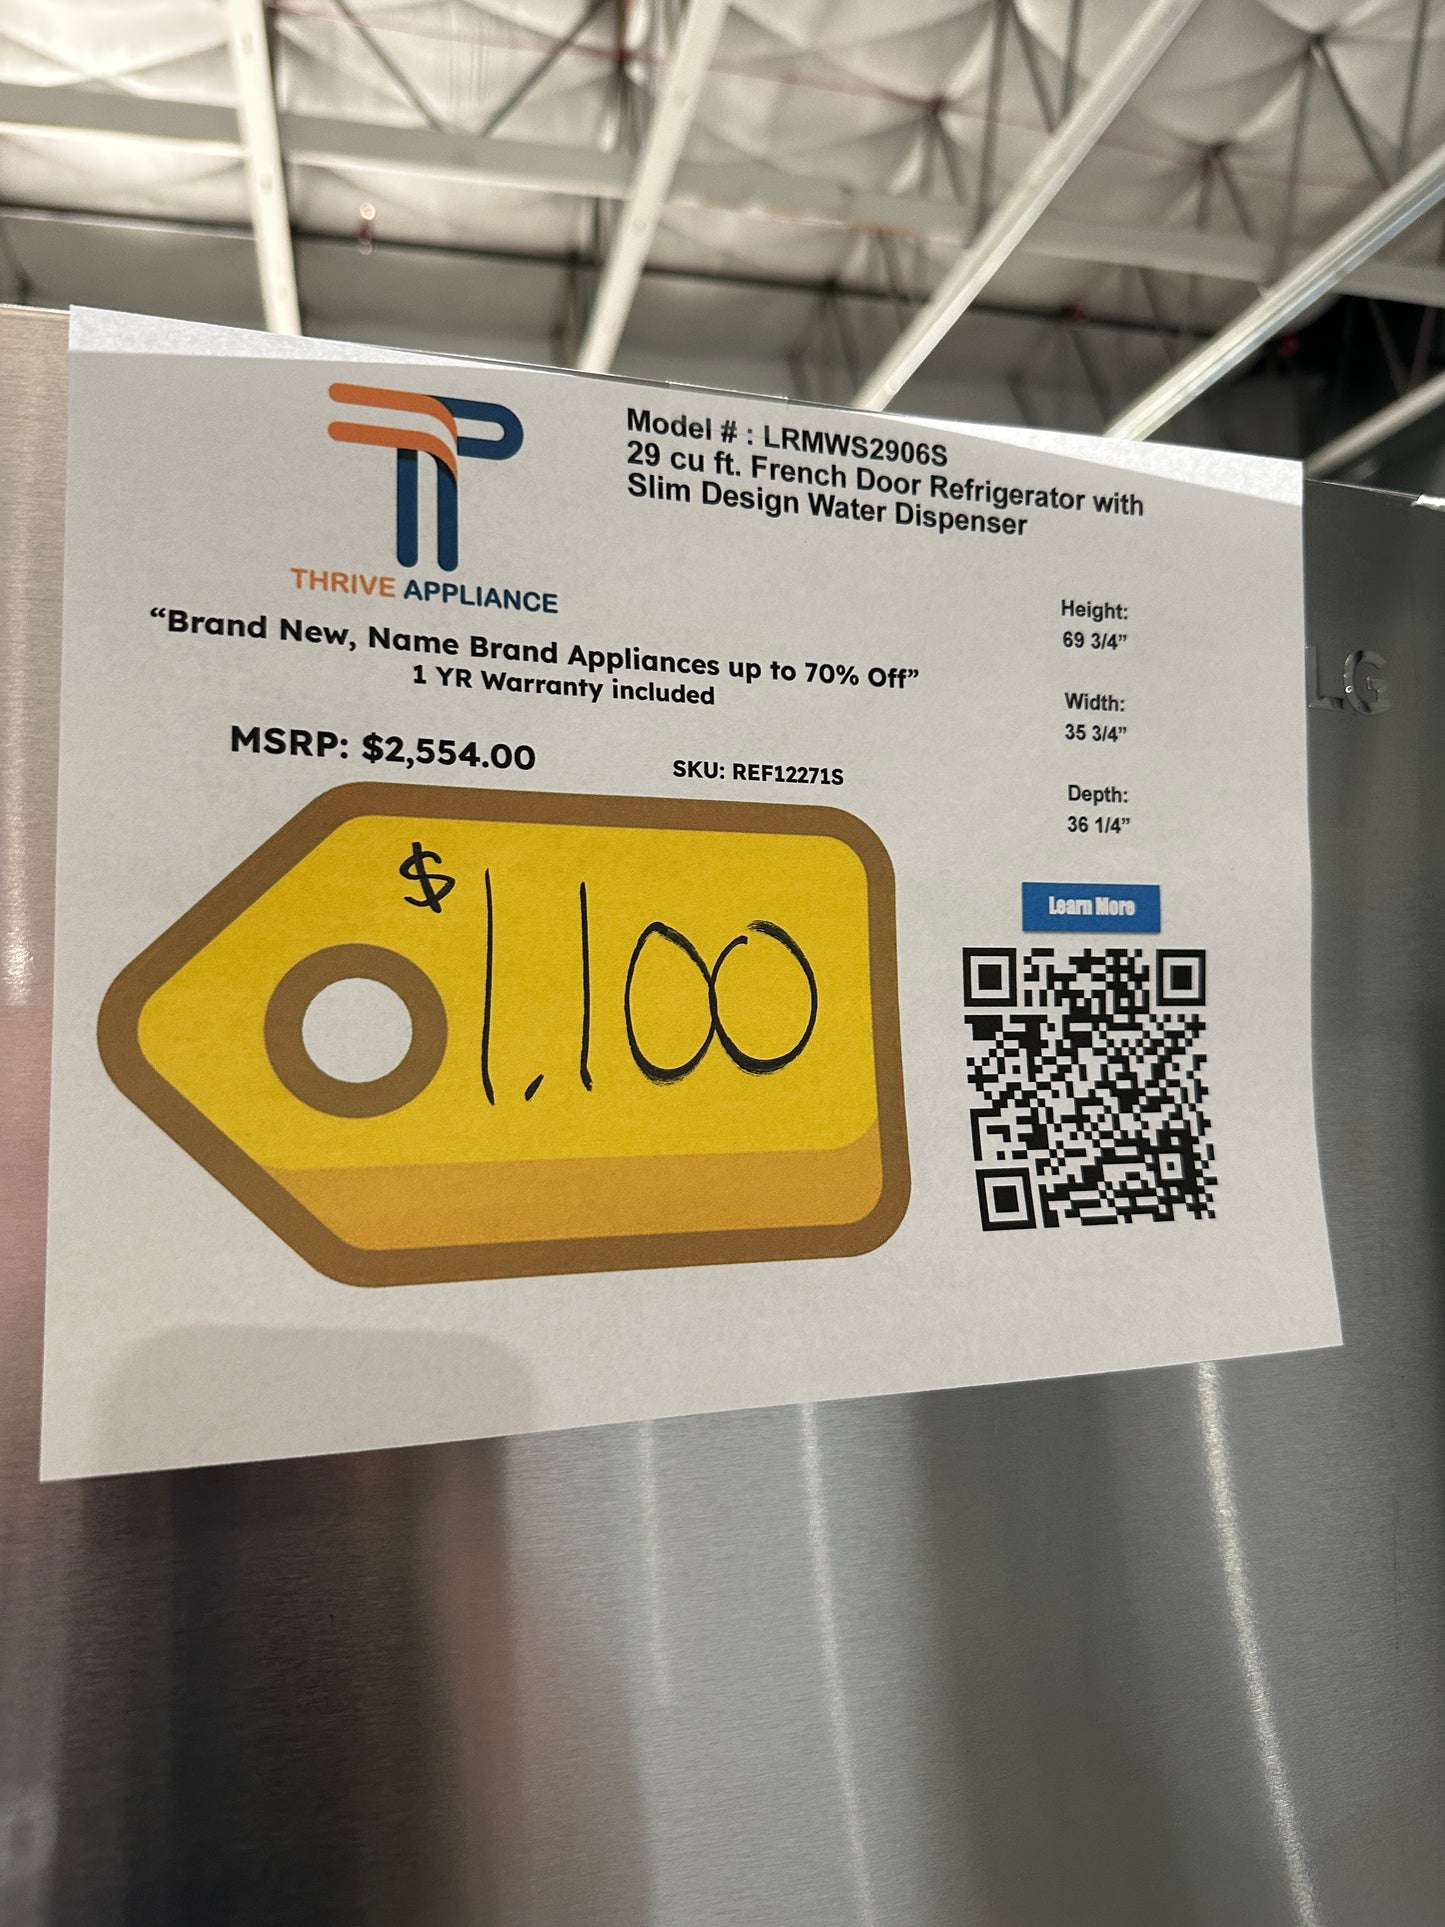 Model # : LRMWS2906S
29 cu ft. French Door Refrigerator with
Slim Design Water Dispenser
THRIVE APPLIANCE
“Brand New, Name Brand Appliances up to 70% Off”
1 YR Warranty included
MSRP: $2,554.00
SKU: REF12271S
$1,100
Height:
69 3/4”
Width:
35 3/4”
Depth:
36 1/4”
Learn More
LG